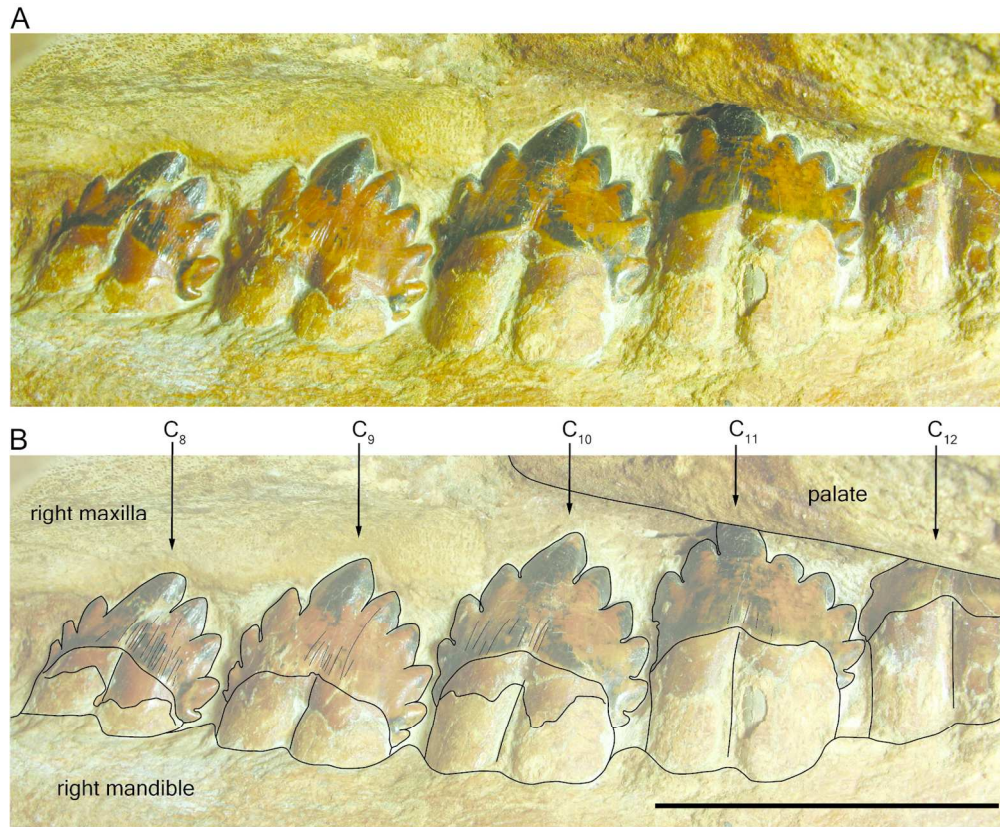 A
B
C₈ C₉ C₁₀ C₁₁ C₁₂
right maxilla
palate
right mandible